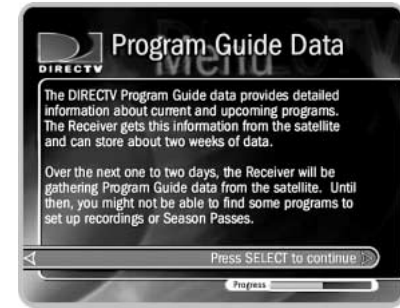 Program Guide Data
Menu
DIRECTV
The DIRECTV Program Guide data provides detailed
information about current and upcoming programs.
The Receiver gets this information from the satellite
and can store about two weeks of data.
Over the next one to two days, the Receiver will be
gathering Program Guide data from the satellite. Until
then, you might not be able to find some programs to
set up recordings or Season Passes.
Press SELECT to continue
Progress